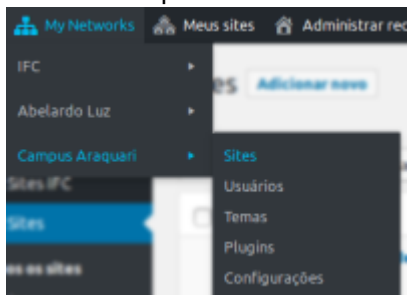 My Networks Meus sites Administrar rec
IFC
es Adicionar novo
Abelardo Luz
Campus Araquari Sites
Sites IFC
Usuários
Sites
Temas
Plugins
os os sites
Configurações